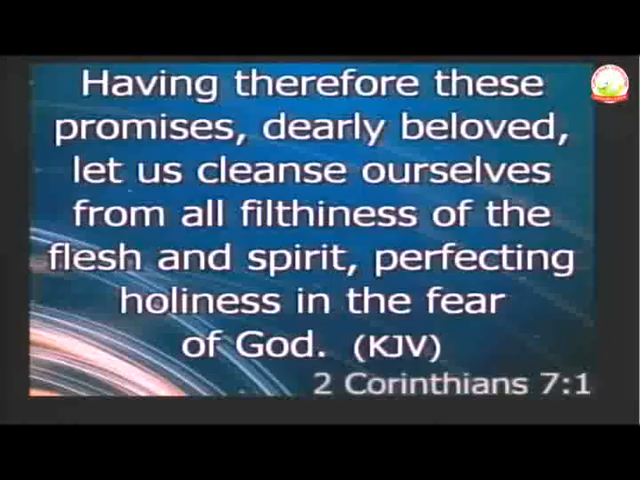 Having therefore these
promises, dearly beloved,
let us cleanse ourselves
from all filthiness of the
flesh and spirit, perfecting
holiness in the fear
of God. (KJV)
2 Corinthians 7:1